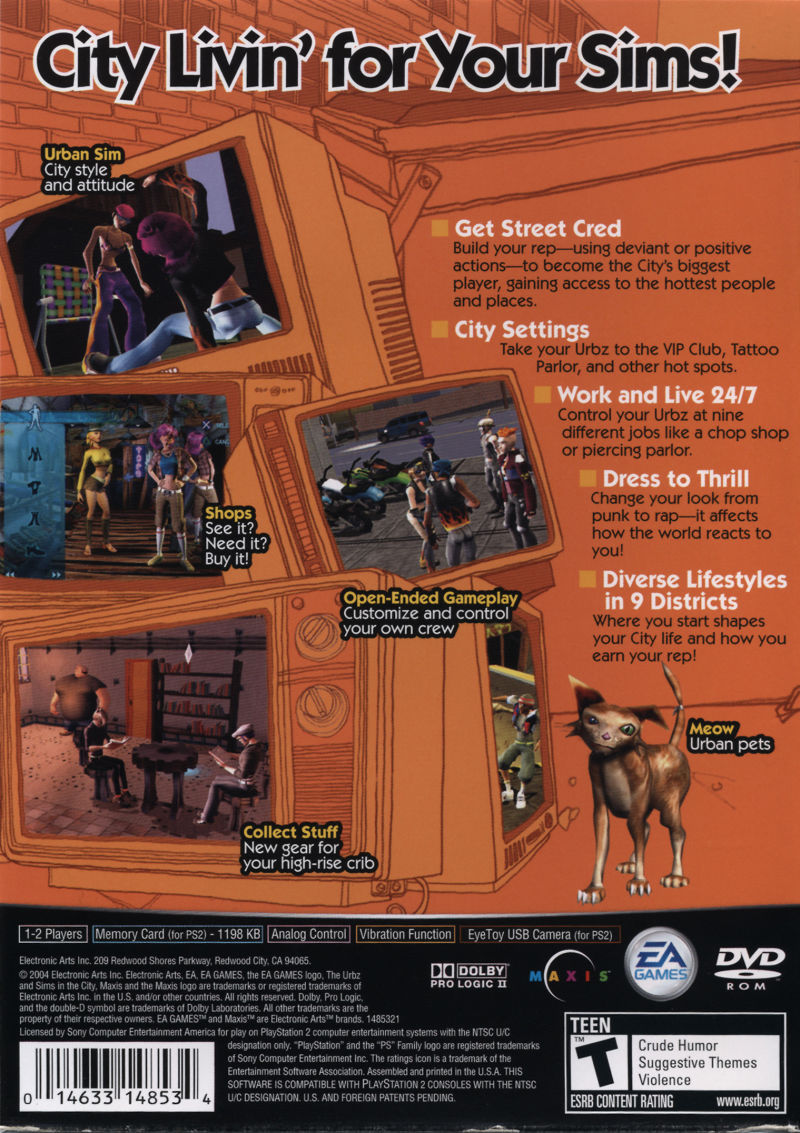 City Livin' for Your Sims!
Urban Sim
City style
and attitude
Get Street Cred
Build your rep—using deviant or positive
actions—to become the City's biggest
player, gaining access to the hottest people
and places.
City Settings
Take your Urbz to the VIP Club, Tattoo
Parlor, and other hot spots.
Work and Live 24/7
Control your Urbz at nine
different jobs like a chop shop
or piercing parlor.
Shops
See it?
Need it?
Buy it!
Dress to Thrill
Change your look from
punk to rap—it affects
how the world reacts to
you!
Open-Ended Gameplay
Customize and control
your own crew
Diverse Lifestyles
in 9 Districts
Where you start shapes
your City life and how you
earn your rep!
Meow
Urban pets
Collect Stuff
New gear for
your high-rise crib
1-2 Players
Memory Card (for PS2) - 1198 KB
Analog Control
Vibration Function
EyeToy USB Camera (for PS2)
Electronic Arts Inc. 209 Redwood Shores Parkway, Redwood City, CA 94065.
© 2004 Electronic Arts Inc. Electronic Arts, EA, EA GAMES, the EA GAMES logo, The Urbz
and Sims in the City, Maxis and the Maxis logo are trademarks or registered trademarks of
Electronic Arts Inc. in the U.S. and/or other countries. All rights reserved. Dolby, Pro Logic,
and the double-D symbol are trademarks of Dolby Laboratories. All other trademarks are the
property of their respective owners. EA GAMES™ and Maxis™ are Electronic Arts™ brands. 1485321
Licensed by Sony Computer Entertainment America for play on PlayStation 2 computer entertainment systems with the NTSC U/C
designation only. "PlayStation" and the "PS" Family logo are registered trademarks
of Sony Computer Entertainment Inc. The ratings icon is a trademark of the
Entertainment Software Association. Assembled and printed in the U.S.A. THIS
SOFTWARE IS COMPATIBLE WITH PLAYSTATION 2 CONSOLES WITH THE NTSC
U/C DESIGNATION. U.S. AND FOREIGN PATENTS PENDING.
DOLBY
PRO LOGIC II
MAXIS™
EA
GAMES™
DVD
ROM
0 14633 14853 4
TEEN
T
™
Crude Humor
Suggestive Themes
Violence
ESRB CONTENT RATING www.esrb.org